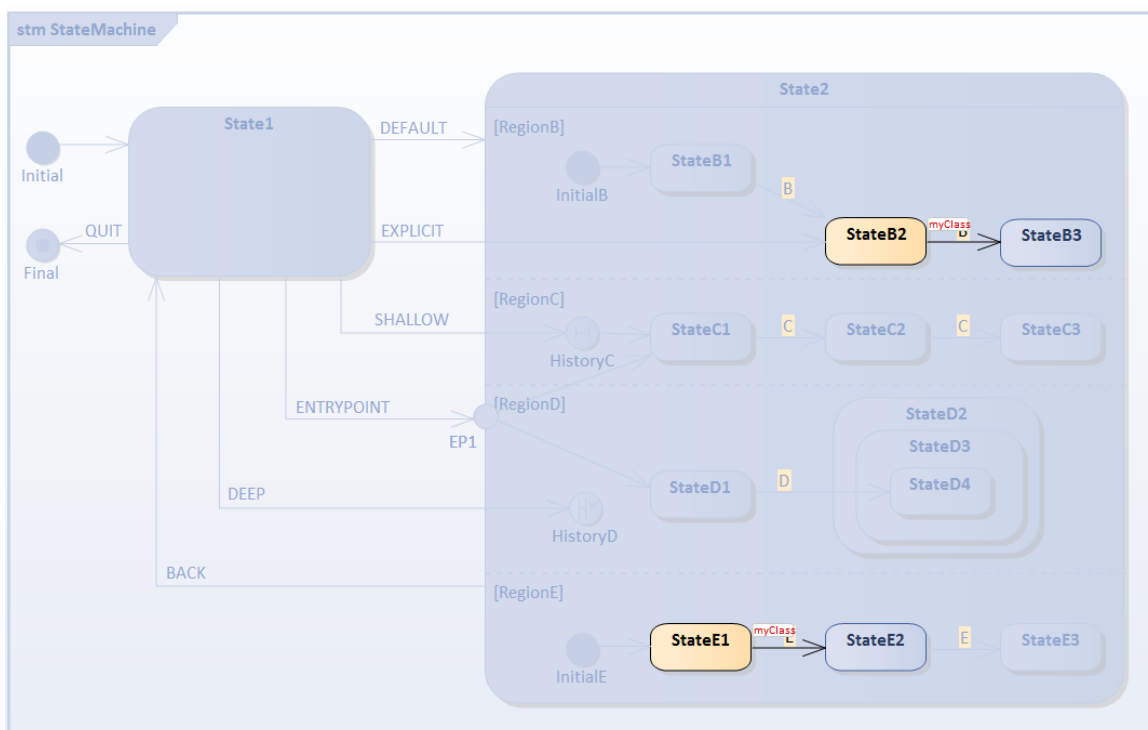 stm StateMachine
State2
State1
DEFAULT
[RegionB]
StateB1
Initial
InitialB
B
QUIT
EXPLICIT
StateB2
myClass
B
StateB3
Final
[RegionC]
SHALLOW
StateC1
C
StateC2
C
StateC3
HistoryC
ENTRYPOINT
[RegionD]
StateD2
EP1
StateD3
StateD1
D
StateD4
DEEP
HistoryD
BACK
[RegionE]
myClass
StateE1
E
StateE2
E
StateE3
InitialE